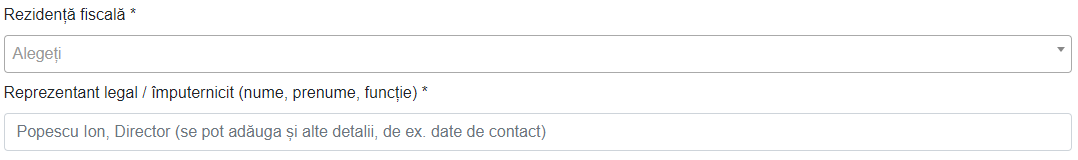 Rezidență fiscală *
Alegeți
Reprezentant legal / împuternicit (nume, prenume, funcție) *
Popescu Ion, Director (se pot adăuga și alte detalii, de ex. date de contact)